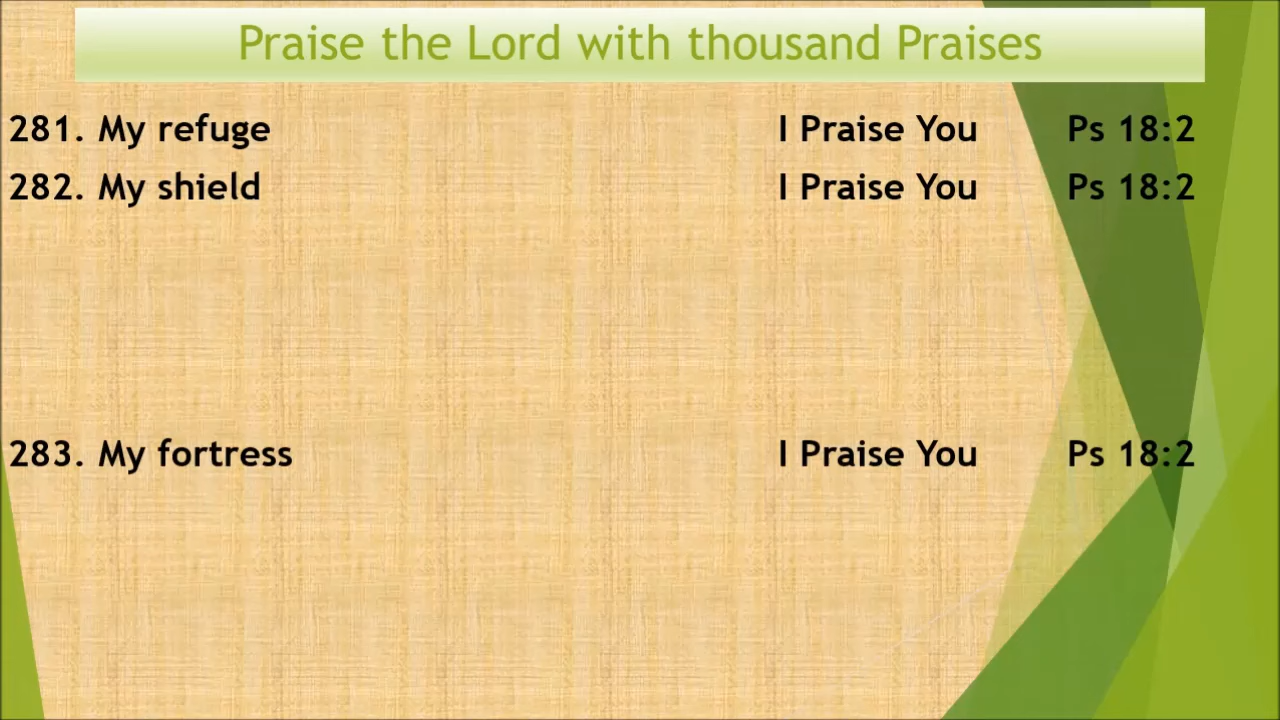 Praise the Lord with thousand Praises
281. My refuge I Praise You Ps 18:2
282. My shield I Praise You Ps 18:2
283. My fortress I Praise You Ps 18:2